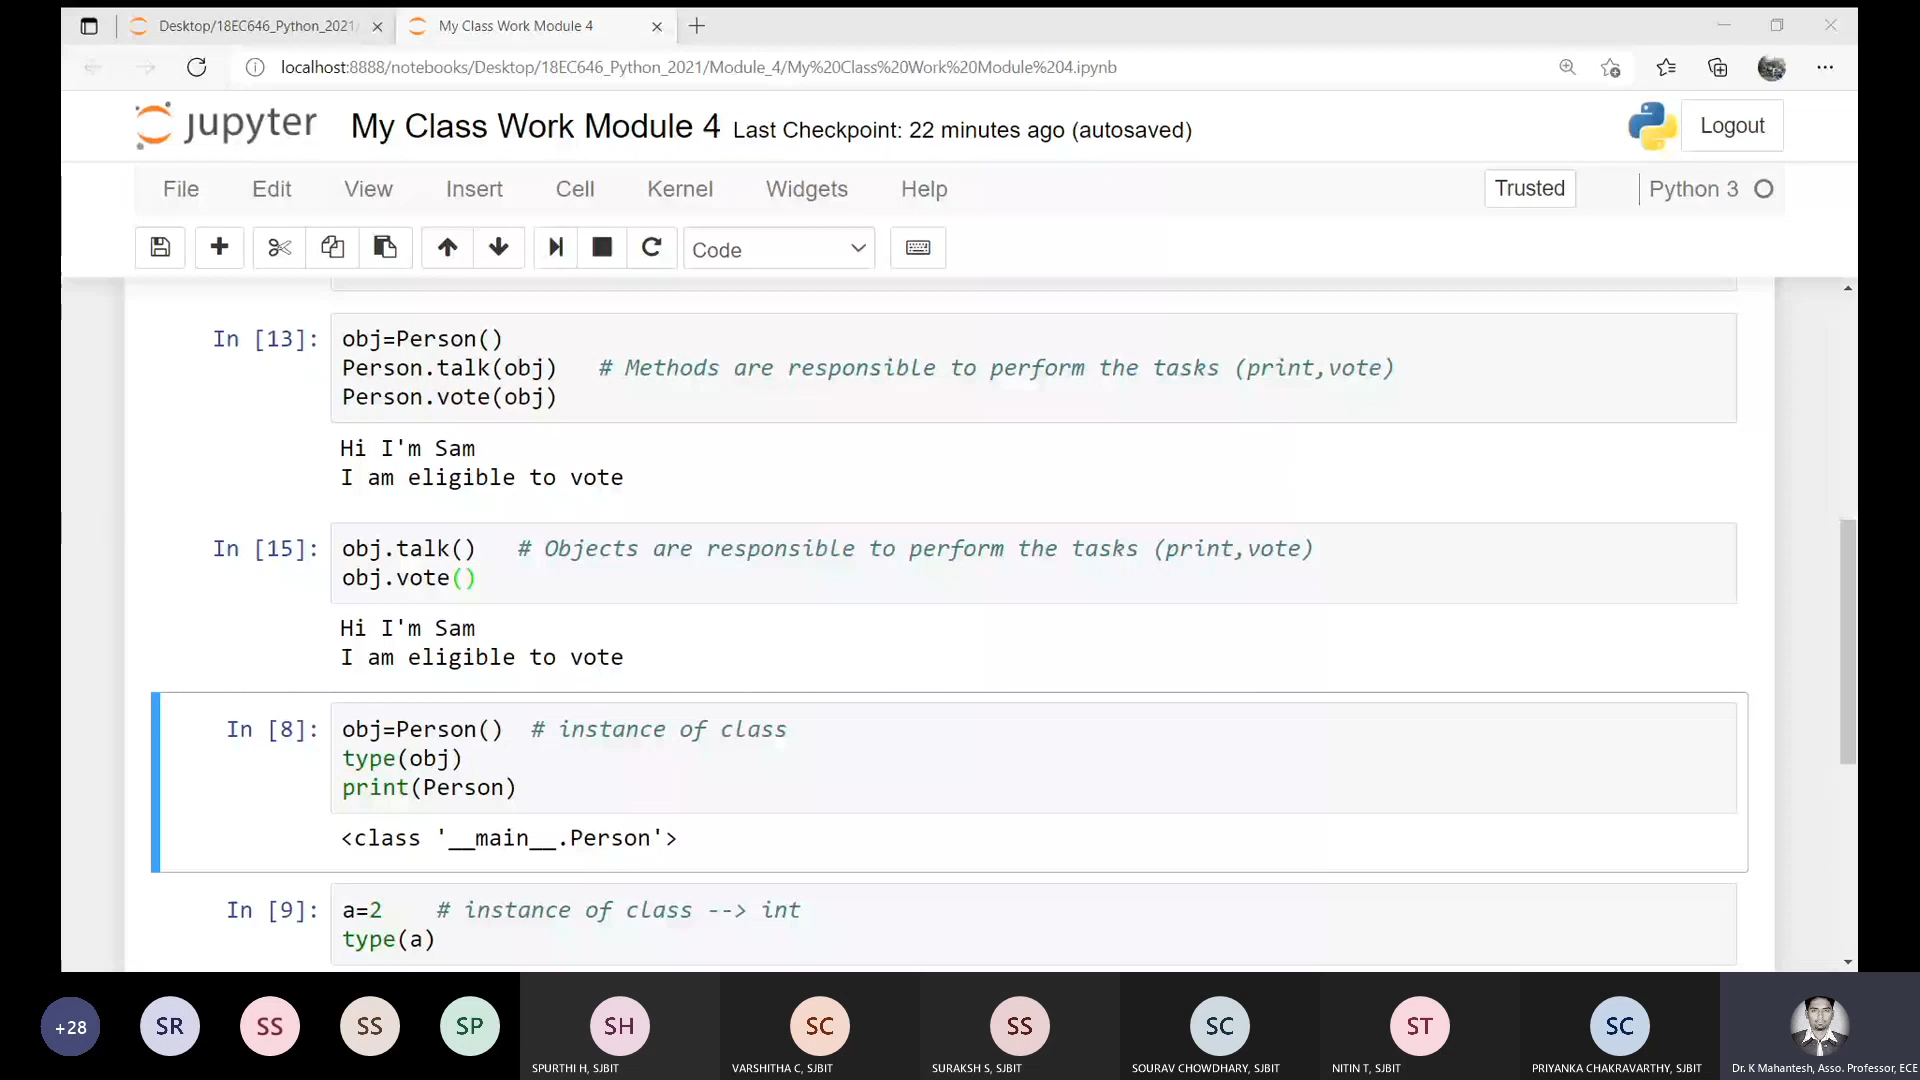 Desktop/18EC646_Python_2021/
My Class Work Module 4
localhost:8888/notebooks/Desktop/18EC646_Python_2021/Module_4/My%20Class%20Work%20Module%204.ipynb
jupyter My Class Work Module 4 Last Checkpoint: 22 minutes ago (autosaved)
Logout
File Edit View Insert Cell Kernel Widgets Help
Trusted
Python 3
Code
In [13]: obj=Person()
Person.talk(obj) # Methods are responsible to perform the tasks (print,vote)
Person.vote(obj)
Hi I'm Sam
I am eligible to vote
In [15]: obj.talk() # Objects are responsible to perform the tasks (print,vote)
obj.vote()
Hi I'm Sam
I am eligible to vote
In [8]: obj=Person() # instance of class
type(obj)
print(Person)
<class '__main__.Person'>
In [9]: a=2 # instance of class --> int
type(a)
+28 SR SS SS SP SH SC SS SC ST SC
SPURTHI H, SJBIT
VARSHITHA C, SJBIT
SURAKSH S, SJBIT
SOURAV CHOWDHARY, SJBIT
NITIN T, SJBIT
PRIYANKA CHAKRAVARTHY, SJBIT
Dr. K Mahantesh, Asso. Professor, ECE